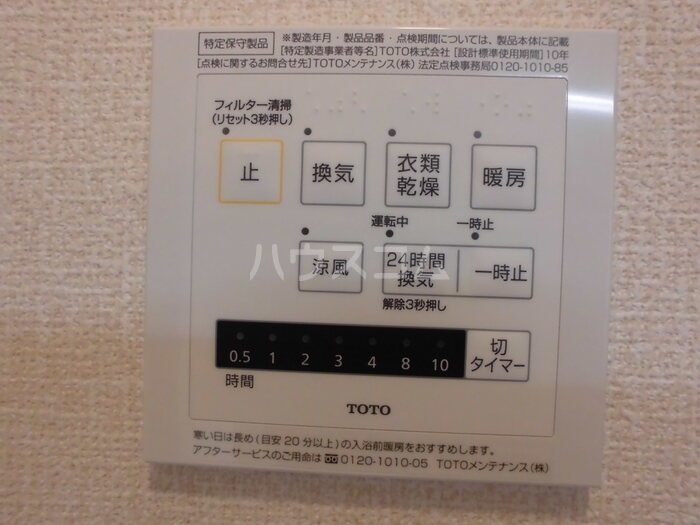 特定保守製品
※製造年月・製品品番・点検期間については、製品本体に記載
[特定製造事業者等名]TOTO株式会社 [設計標準使用期間]10年
[点検に関するお問合せ先]TOTOメンテナンス(株) 法定点検事務局0120-1010-85
フィルター清掃
(リセット3秒押し)
止
換気
衣類
乾燥
暖房
運転中
一時止
涼風
24時間
換気
一時止
解除3秒押し
ハウスコム
0.5 1 2 3 4 8 10
時間
切
タイマー
TOTO
寒い日は長め(目安20分以上)の入浴前暖房をおすすめします。
アフターサービスのご用命は 0120-1010-05 TOTOメンテナンス(株)